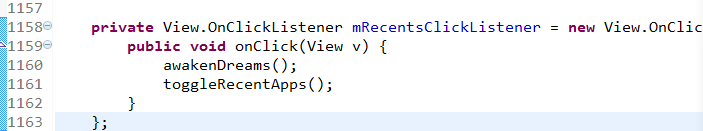 1157
1158 private View.OnClickListener mRecentsClickListener = new View.OnClic
1159 public void onClick(View v) {
1160 awakenDreams();
1161 toggleRecentApps();
1162 }
1163 };